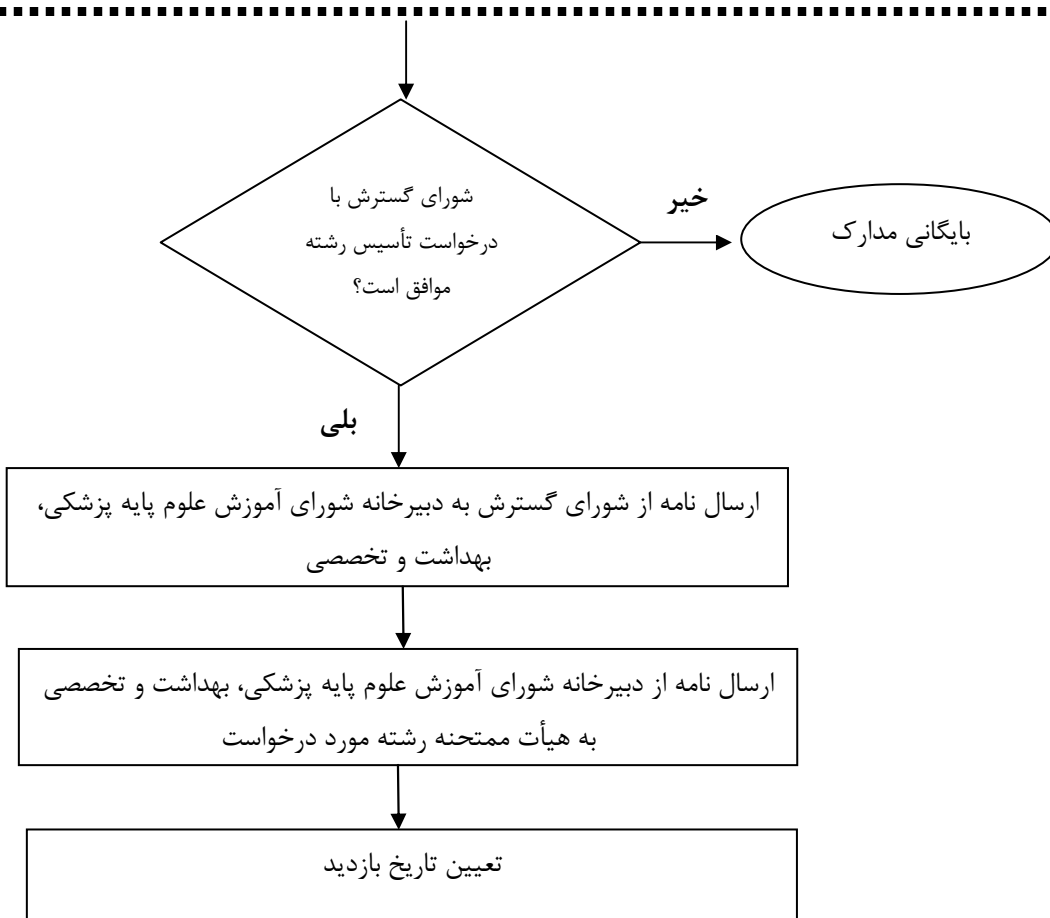 شورای گسترش با
درخواست تأسیس رشته
موافق است؟
خیر
بایگانی مدارک
بلی
ارسال نامه از شورای گسترش به دبیرخانه شورای آموزش علوم پایه پزشکی،
بهداشت و تخصصی
ارسال نامه از دبیرخانه شورای آموزش علوم پایه پزشکی، بهداشت و تخصصی
به هیأت ممتحنه رشته مورد درخواست
تعیین تاریخ بازدید